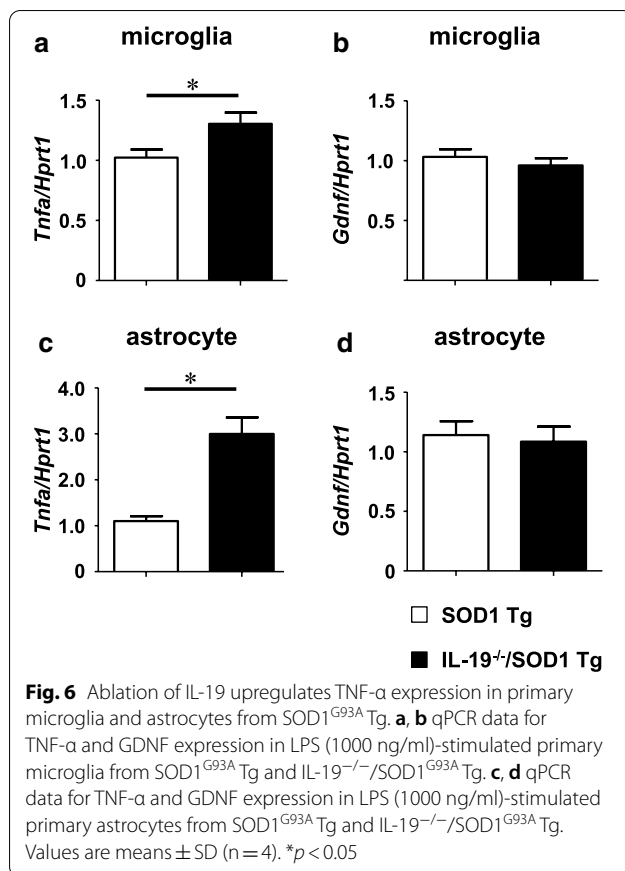 a microglia
b microglia
*
Tnfa/Hprt1
1.5
1.0
0.5
0
Gdnf/Hprt1
1.5
1.0
0.5
c astrocyte
d astrocyte
*
Tnfa/Hprt1
4.0
3.0
2.0
1.0
0
Gdnf/Hprt1
1.5
1.0
0.5
0
SOD1 Tg
IL-19-/-/SOD1 Tg
Fig. 6 Ablation of IL-19 upregulates TNF-α expression in primary
microglia and astrocytes from SOD1G93A Tg. a, b qPCR data for
TNF-α and GDNF expression in LPS (1000 ng/ml)-stimulated primary
microglia from SOD1G93A Tg and IL-19−/−/SOD1G93A Tg. c, d qPCR
data for TNF-α and GDNF expression in LPS (1000 ng/ml)-stimulated
primary astrocytes from SOD1G93A Tg and IL-19−/−/SOD1G93A Tg.
Values are means ± SD (n = 4). *p < 0.05